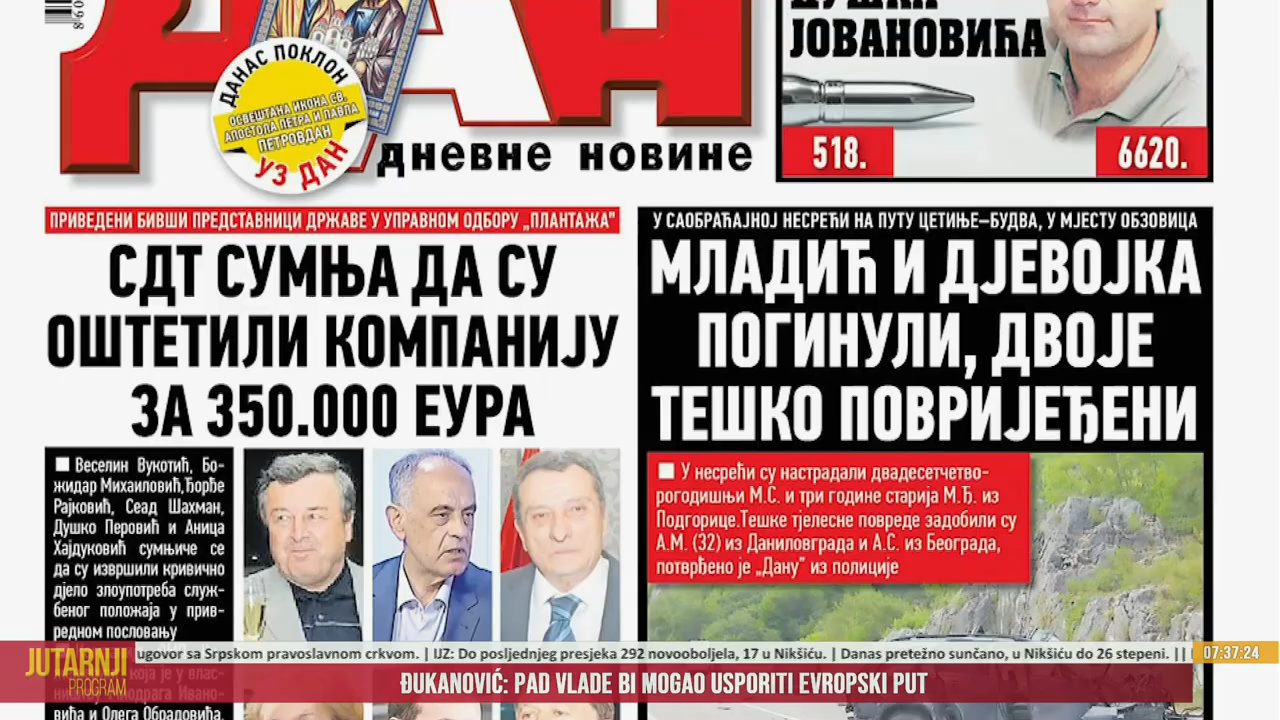 ДАН
ЈОВАНОВИЋА
ДАНАС ПОКЛОН
ОСВЕШТАНА ИКОНА СВ.
АПОСТОЛА ПЕТРА И ПАВЛА
ПЕТРОВДАН
УЗ ДАН
дневне новине
518.
6620.
ПРИВЕДЕНИ БИВШИ ПРЕДСТАВНИЦИ ДРЖАВЕ У УПРАВНОМ ОДБОРУ „ПЛАНТАЖА"
СДТ СУМЊА ДА СУ
ОШТЕТИЛИ КОМПАНИЈУ
ЗА 350.000 ЕУРА
Веселин Вукотић, Бо-
жидар Михаиловић,Ђорђе
Рајковић, Сеад Шахман,
Душко Перовић и Аница
Хајдуковић сумњиче се
да су извршили кривично
дјело злоупотреба служ-
беног положаја у прив-
редном пословању
У САОБРАЋАЈНОЈ НЕСРЕЋИ НА ПУТУ ЦЕТИЊЕ–БУДВА, У МЈЕСТУ ОБЗОВИЦА
МЛАДИЋ И ДЈЕВОЈКА
ПОГИНУЛИ, ДВОЈЕ
ТЕШКО ПОВРИЈЕЂЕНИ
У несрећи су настрадали двадесетчетво-
рогодишњи М.С. и три године старија М.Ђ. из
Подгорице.Тешке тјелесне повреде задобили су
А.М. (32) из Даниловграда и А.С. из Београда,
потврђено је „Дану” из полиције
ugovor sa Srpskom pravoslavnom crkvom. | IJZ: Do posljednjeg presjeka 292 novooboljela, 17 u Nikšiću. | Danas pretežno sunčano, u Nikšiću do 26 stepeni. ||
07:37:24
JUTARNJI
PROGRAM
ĐUKANOVIĆ: PAD VLADE BI MOGAO USPORITI EVROPSKI PUT
вића и Олега Обрадовића,